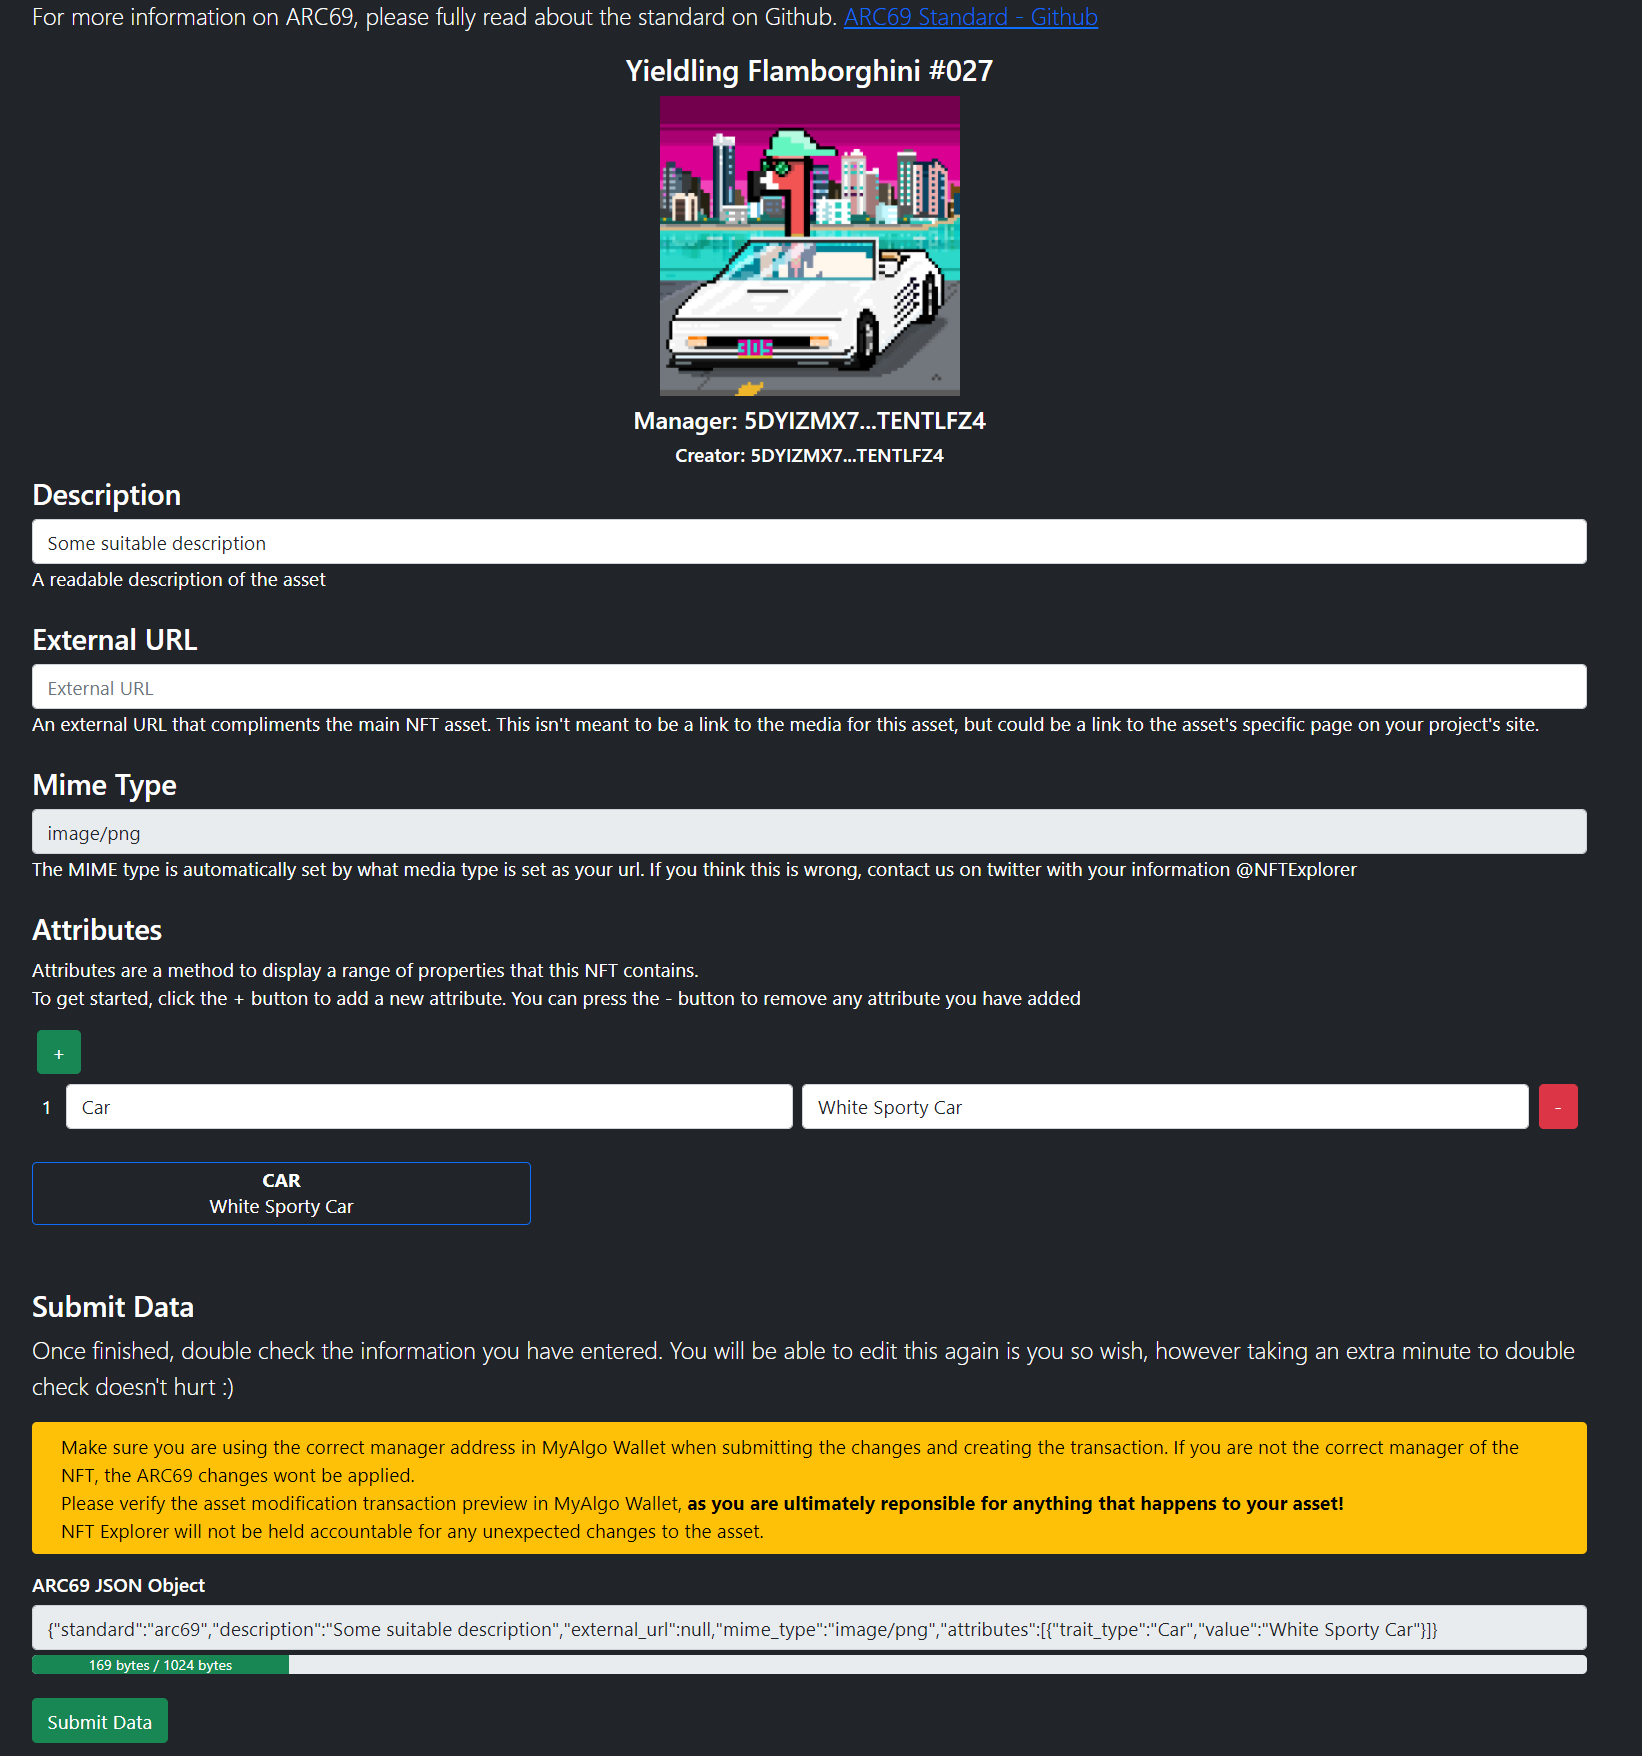 For more information on ARC69, please fully read about the standard on Github. ARC69 Standard - Github
Yieldling Flamborghini #027
305
Manager: 5DYIZMX7...TENTLFZ4
Creator: 5DYIZMX7...TENTLFZ4
Description
Some suitable description
A readable description of the asset
External URL
External URL
An external URL that compliments the main NFT asset. This isn't meant to be a link to the media for this asset, but could be a link to the asset's specific page on your project's site.
Mime Type
image/png
The MIME type is automatically set by what media type is set as your url. If you think this is wrong, contact us on twitter with your information @NFTExplorer
Attributes
Attributes are a method to display a range of properties that this NFT contains.
To get started, click the + button to add a new attribute. You can press the - button to remove any attribute you have added
+
1 Car White Sporty Car -
CAR
White Sporty Car
Submit Data
Once finished, double check the information you have entered. You will be able to edit this again is you so wish, however taking an extra minute to double
check doesn't hurt :)
Make sure you are using the correct manager address in MyAlgo Wallet when submitting the changes and creating the transaction. If you are not the correct manager of the
NFT, the ARC69 changes wont be applied.
Please verify the asset modification transaction preview in MyAlgo Wallet, as you are ultimately reponsible for anything that happens to your asset!
NFT Explorer will not be held accountable for any unexpected changes to the asset.
ARC69 JSON Object
{"standard":"arc69","description":"Some suitable description","external_url":null,"mime_type":"image/png","attributes":[{"trait_type":"Car","value":"White Sporty Car"}]}
169 bytes / 1024 bytes
Submit Data